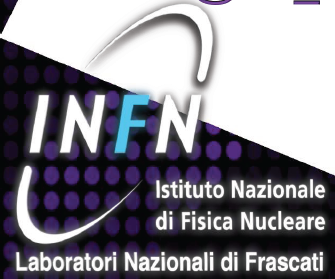 INFN
Istituto Nazionale
di Fisica Nucleare
Laboratori Nazionali di Frascati